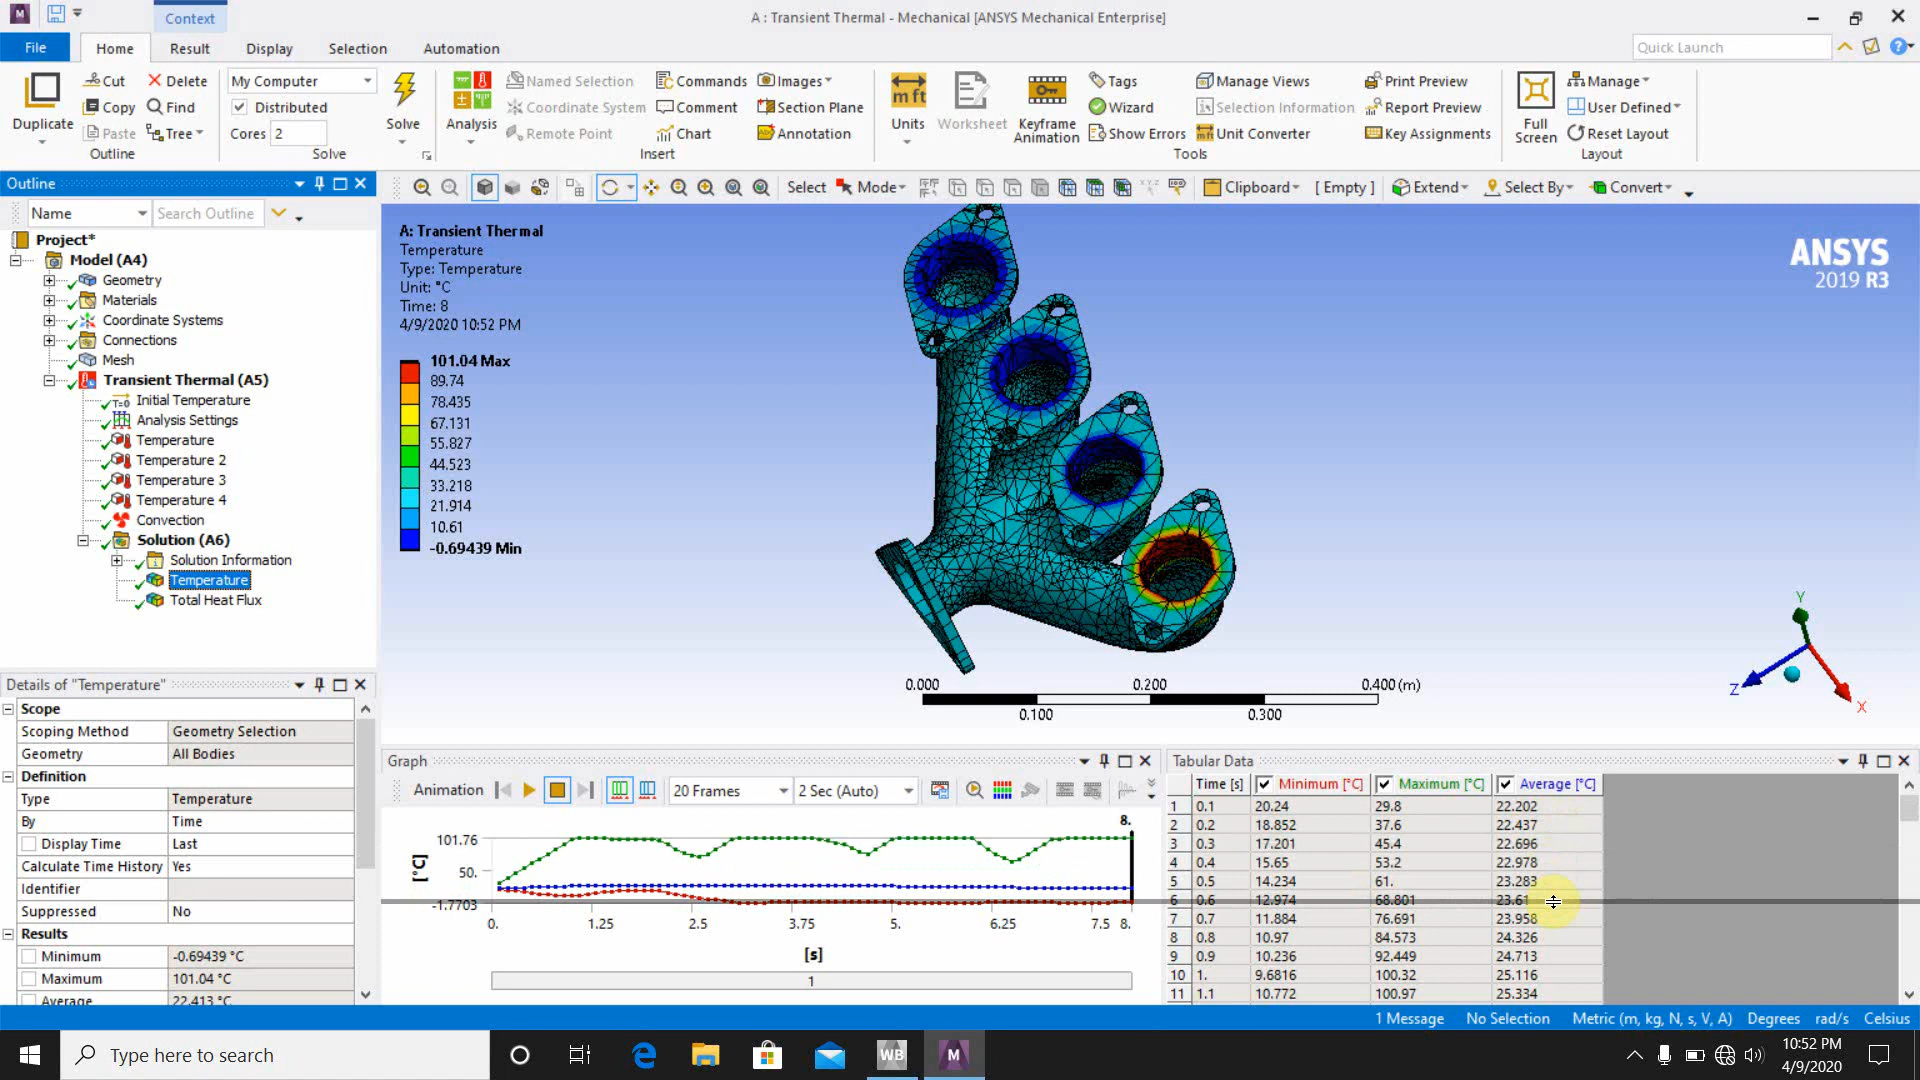 M
Context
A : Transient Thermal - Mechanical [ANSYS Mechanical Enterprise]
File
Home
Result
Display
Selection
Automation
Quick Launch
Duplicate
Cut
Delete
Copy
Find
Paste
Tree
Outline
My Computer
Distributed
Cores 2
Solve
Solve
Analysis
Named Selection
Coordinate System
Remote Point
Commands
Comment
Chart
Images
Section Plane
Annotation
Insert
mft
Units
Worksheet
Keyframe
Animation
Tags
Wizard
Show Errors
Manage Views
Selection Information
Unit Converter
Print Preview
Report Preview
Key Assignments
Tools
Full
Screen
Manage
User Defined
Reset Layout
Layout
Outline
Select
Mode
Clipboard
[ Empty ]
Extend
Select By
Convert
Name
Search Outline
Project*
Model (A4)
Geometry
Materials
Coordinate Systems
Connections
Mesh
Transient Thermal (A5)
Initial Temperature
Analysis Settings
Temperature
Temperature 2
Temperature 3
Temperature 4
Convection
Solution (A6)
Solution Information
Temperature
Total Heat Flux
A: Transient Thermal
Temperature
Type: Temperature
Unit: °C
Time: 8
4/9/2020 10:52 PM
101.04 Max
89.74
78.435
67.131
55.827
44.523
33.218
21.914
10.61
-0.69439 Min
ANSYS
2019 R3
0.000
0.200
0.400 (m)
0.100
0.300
Y
Z
X
Details of "Temperature"
Scope
Scoping Method Geometry Selection
Geometry All Bodies
Definition
Type Temperature
By Time
Display Time Last
Calculate Time History Yes
Identifier
Suppressed No
Results
Minimum -0.69439 °C
Maximum 101.04 °C
Average 22.413 °C
Graph
Animation
20 Frames
2 Sec (Auto)
8.
101.76
50.
-1.7703
[°C]
0. 1.25 2.5 3.75 5. 6.25 7.5 8.
[s]
1
Tabular Data
Time [s] Minimum [°C] Maximum [°C] Average [°C]
1 0.1 20.24 29.8 22.202
2 0.2 18.852 37.6 22.437
3 0.3 17.201 45.4 22.696
4 0.4 15.65 53.2 22.978
5 0.5 14.234 61. 23.283
6 0.6 12.974 68.801 23.61
7 0.7 11.884 76.691 23.958
8 0.8 10.97 84.573 24.326
9 0.9 10.236 92.449 24.713
10 1. 9.6816 100.32 25.116
11 1.1 10.772 100.97 25.334
1 Message
No Selection
Metric (m, kg, N, s, V, A)
Degrees
rad/s
Celsius
Type here to search
WB
M
10:52 PM
4/9/2020